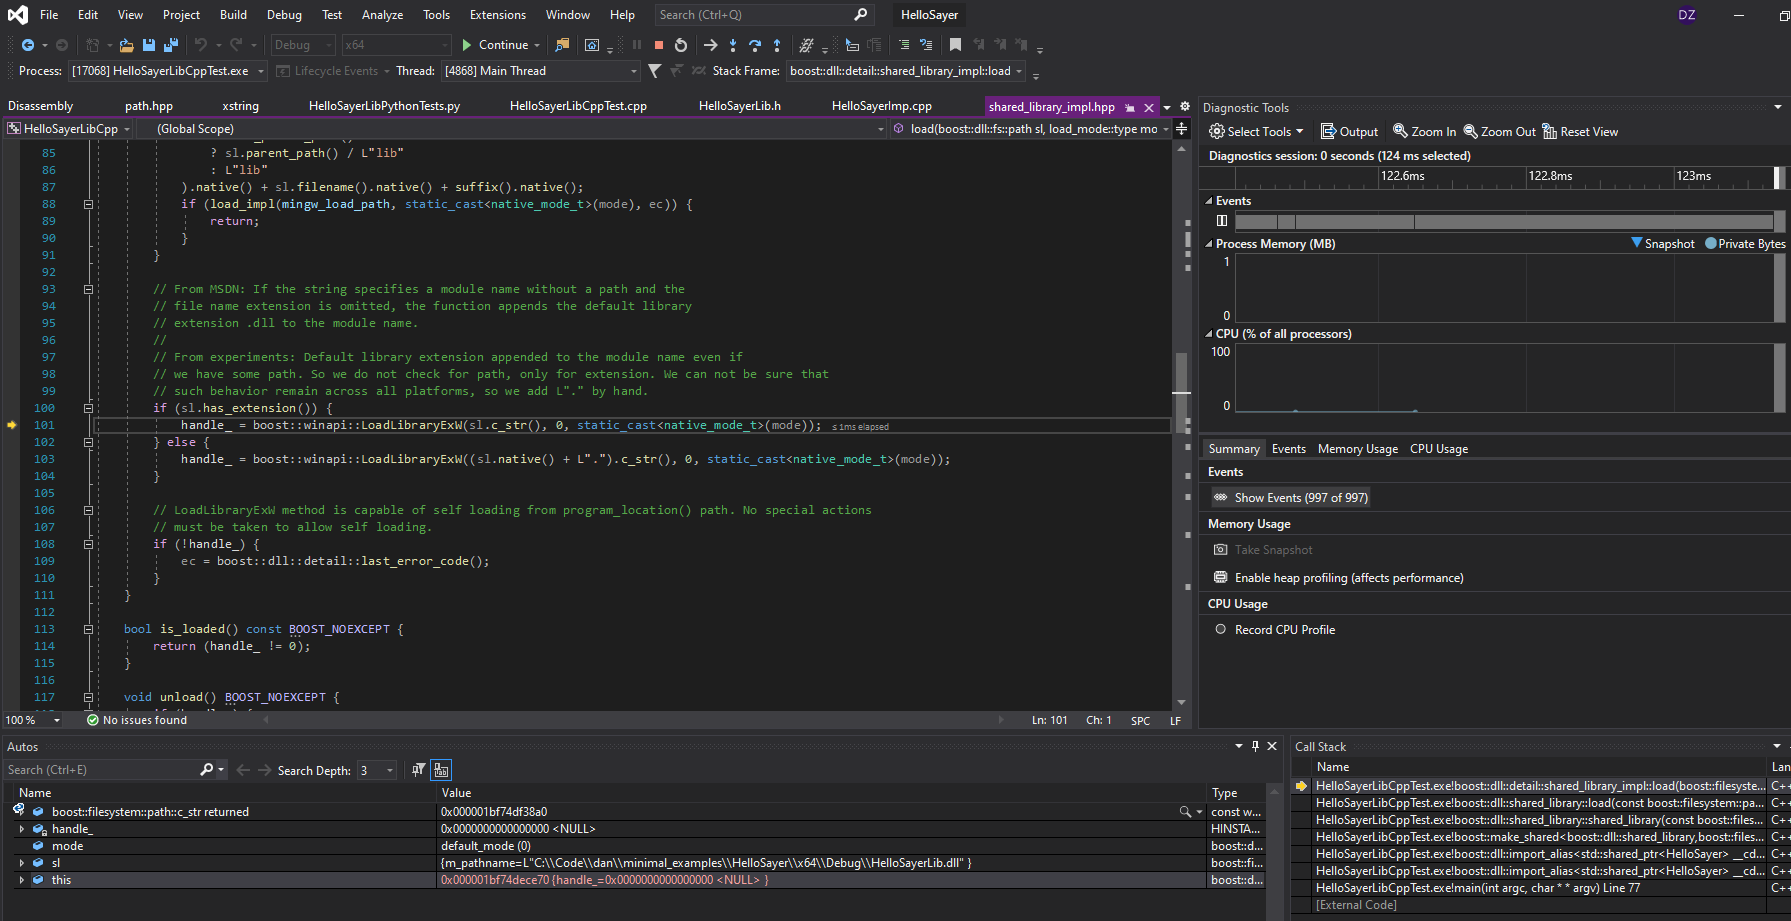 File Edit View Project Build Debug Test Analyze Tools Extensions Window Help Search (Ctrl+Q) HelloSayer DZ
Debug x64 Continue
Process: [17068] HelloSayerLibCppTest.exe Lifecycle Events Thread: [4868] Main Thread Stack Frame: boost::dll::detail::shared_library_impl::load
Disassembly path.hpp xstring HelloSayerLibPythonTests.py HelloSayerLibCppTest.cpp HelloSayerLib.h HelloSayerImp.cpp shared_library_impl.hpp
HelloSayerLibCpp (Global Scope) load(boost::dll::fs::path sl, load_mode::type mo
85 ? sl.parent_path() / L"lib"
86 : L"lib"
87 ).native() + sl.filename().native() + suffix().native();
88 if (load_impl(mingw_load_path, static_cast<native_mode_t>(mode), ec)) {
89 return;
90 }
91 }
92
93 // From MSDN: If the string specifies a module name without a path and the
94 // file name extension is omitted, the function appends the default library
95 // extension .dll to the module name.
96 //
97 // From experiments: Default library extension appended to the module name even if
98 // we have some path. So we do not check for path, only for extension. We can not be sure that
99 // such behavior remain across all platforms, so we add L"." by hand.
100 if (sl.has_extension()) {
101 handle_ = boost::winapi::LoadLibraryExW(sl.c_str(), 0, static_cast<native_mode_t>(mode)); ≤ 1ms elapsed
102 } else {
103 handle_ = boost::winapi::LoadLibraryExW((sl.native() + L".").c_str(), 0, static_cast<native_mode_t>(mode));
104 }
105
106 // LoadLibraryExW method is capable of self loading from program_location() path. No special actions
107 // must be taken to allow self loading.
108 if (!handle_) {
109 ec = boost::dll::detail::last_error_code();
110 }
111 }
112
113 bool is_loaded() const BOOST_NOEXCEPT {
114 return (handle_ != 0);
115 }
116
117 void unload() BOOST_NOEXCEPT {
100 % No issues found Ln: 101 Ch: 1 SPC LF
Diagnostic Tools
Select Tools Output Zoom In Zoom Out Reset View
Diagnostics session: 0 seconds (124 ms selected)
122.6ms 122.8ms 123ms
Events
Process Memory (MB) Snapshot Private Bytes
1
0
CPU (% of all processors)
100
0
Summary Events Memory Usage CPU Usage
Events
Show Events (997 of 997)
Memory Usage
Take Snapshot
Enable heap profiling (affects performance)
CPU Usage
Record CPU Profile
Autos
Search (Ctrl+E) Search Depth: 3
Name Value Type
boost::filesystem::path::c_str returned 0x000001bf74df38a0 const w...
handle_ 0x0000000000000000 <NULL> HINSTA...
mode default_mode (0) boost::d...
sl {m_pathname=L"C:\\Code\\dan\\minimal_examples\\HelloSayer\\x64\\Debug\\HelloSayerLib.dll" } boost::fi...
this 0x000001bf74dece70 {handle_=0x0000000000000000 <NULL> } boost::d...
Call Stack
Name Lan
HelloSayerLibCppTest.exe!boost::dll::detail::shared_library_impl::load(boost::filesyste... C++
HelloSayerLibCppTest.exe!boost::dll::shared_library::load(const boost::filesystem::pa... C++
HelloSayerLibCppTest.exe!boost::dll::shared_library::shared_library(const boost::files... C++
HelloSayerLibCppTest.exe!boost::make_shared<boost::dll::shared_library,boost::files... C++
HelloSayerLibCppTest.exe!boost::dll::import_alias<std::shared_ptr<HelloSayer> __cd... C++
HelloSayerLibCppTest.exe!boost::dll::import_alias<std::shared_ptr<HelloSayer> __cd... C++
HelloSayerLibCppTest.exe!main(int argc, char * * argv) Line 77 C++
[External Code]